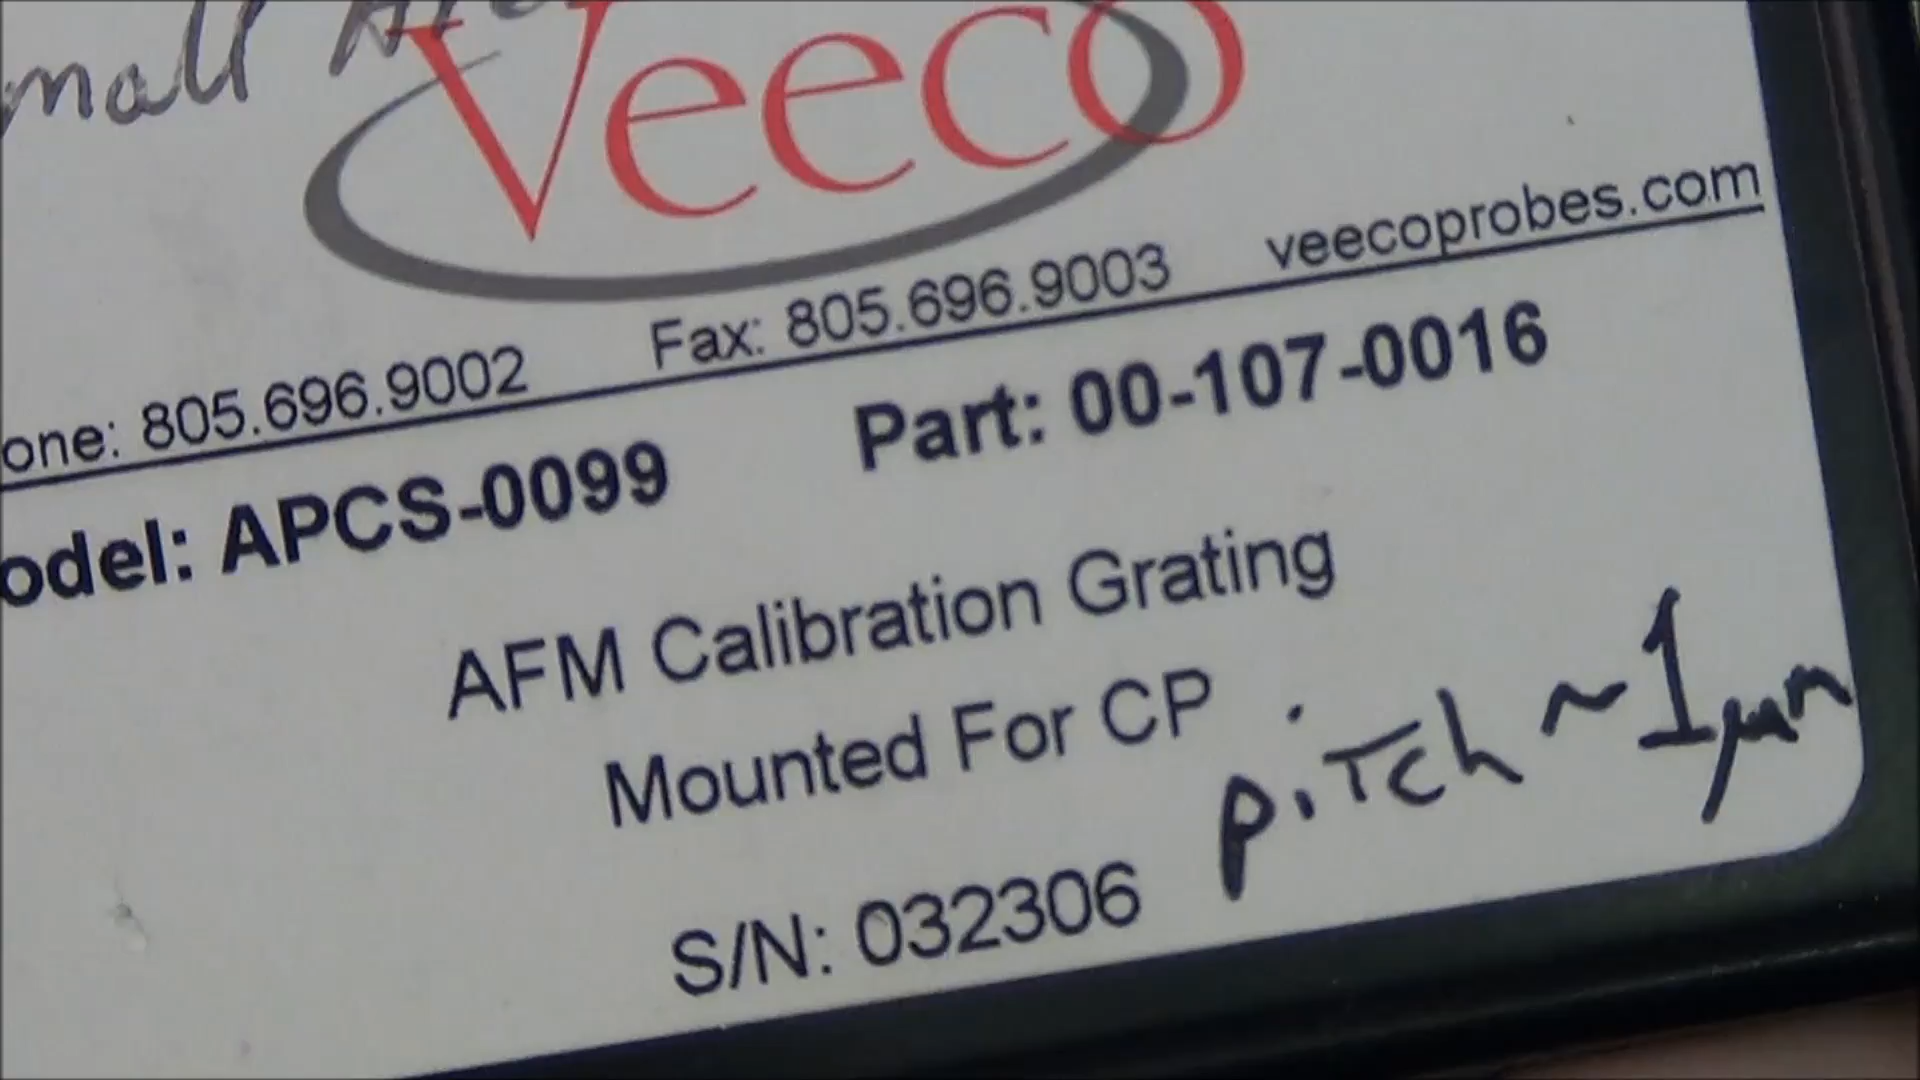 mall
Veeco
one: 805.696.9002 Fax: 805.696.9003 veecoprobes.com
odel: APCS-0099 Part: 00-107-0016
AFM Calibration Grating
Mounted For CP
pitch ~1μm
S/N: 032306